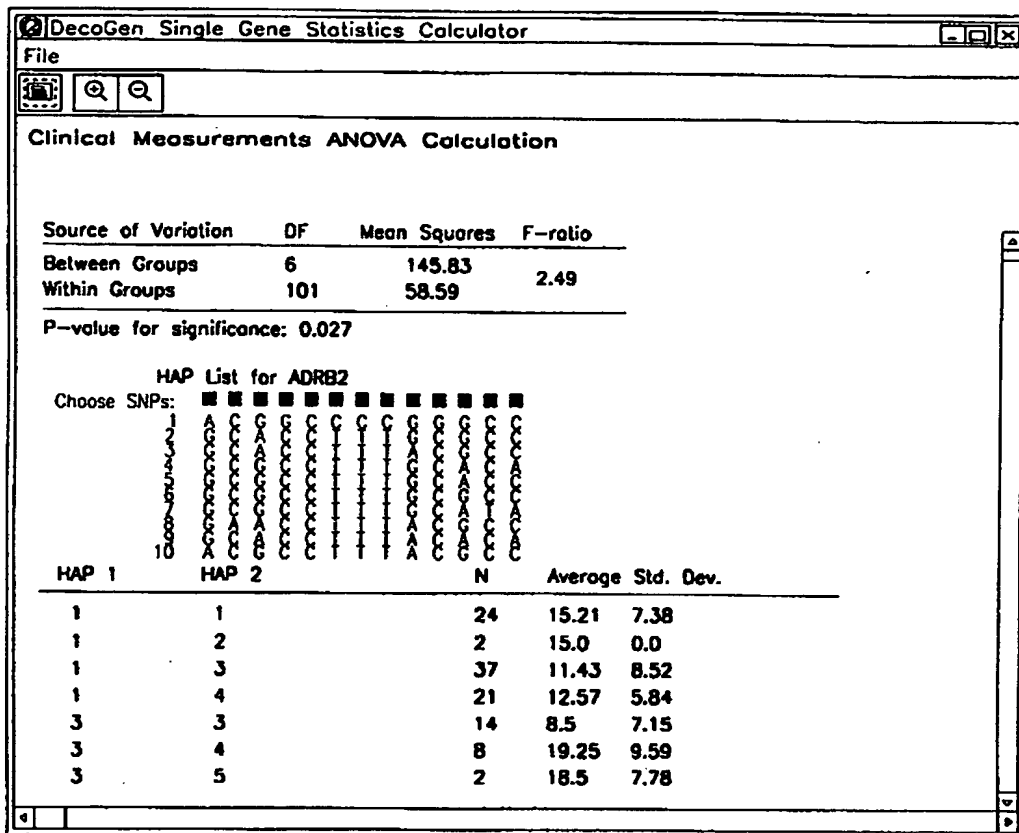 DecoGen Single Gene Statistics Calculator
File
Clinical Measurements ANOVA Calculation
Source of Variation DF Mean Squares F-ratio
Between Groups 6 145.83
2.49
Within Groups 101 58.59
P-value for significance: 0.027
HAP List for ADRB2
Choose SNPs:
1
2
3
4
5
6
7
8
9
10 A C G C C T T T A C G C C
HAP 1 HAP 2 N Average Std. Dev.
1 1 24 15.21 7.38
1 2 2 15.0 0.0
1 3 37 11.43 8.52
1 4 21 12.57 5.84
3 3 14 8.5 7.15
3 4 8 19.25 9.59
3 5 2 18.5 7.78